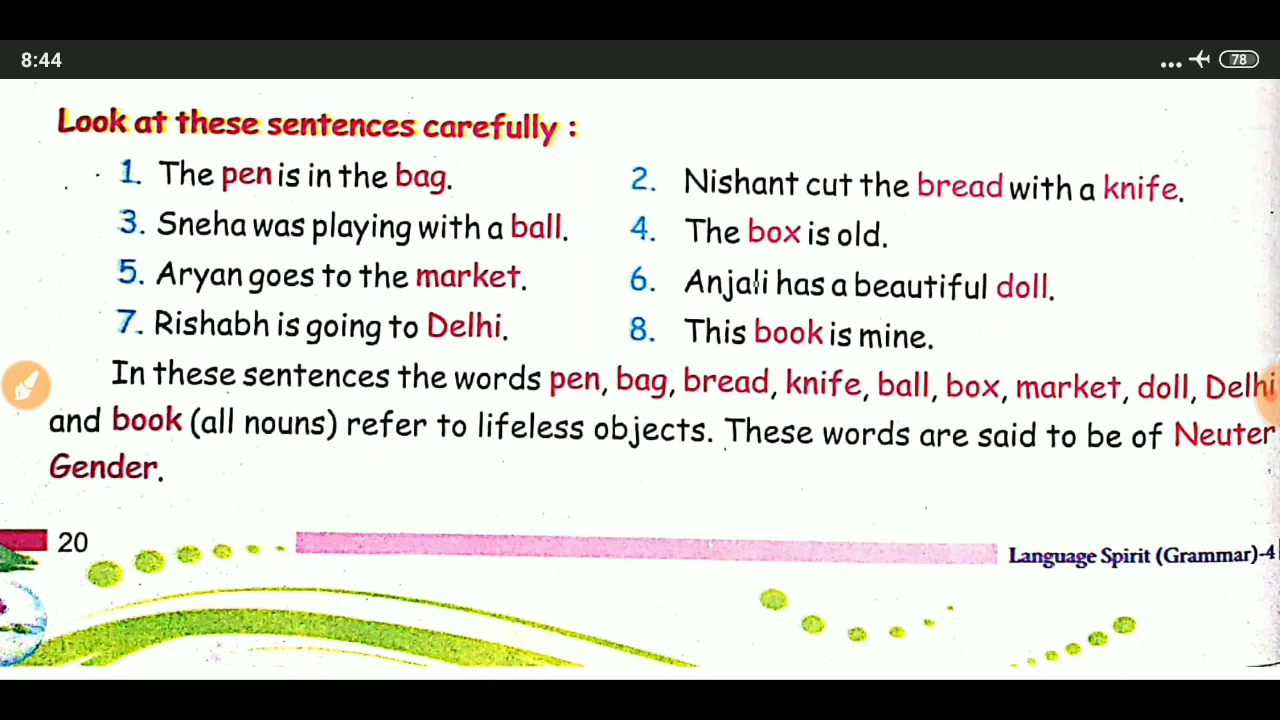 8:44
78
Look at these sentences carefully :
1. The pen is in the bag.
2. Nishant cut the bread with a knife.
3. Sneha was playing with a ball.
4. The box is old.
5. Aryan goes to the market.
6. Anjali has a beautiful doll.
7. Rishabh is going to Delhi.
8. This book is mine.
In these sentences the words pen, bag, bread, knife, ball, box, market, doll, Delhi
and book (all nouns) refer to lifeless objects. These words are said to be of Neuter
Gender.
20
Language Spirit (Grammar)-4